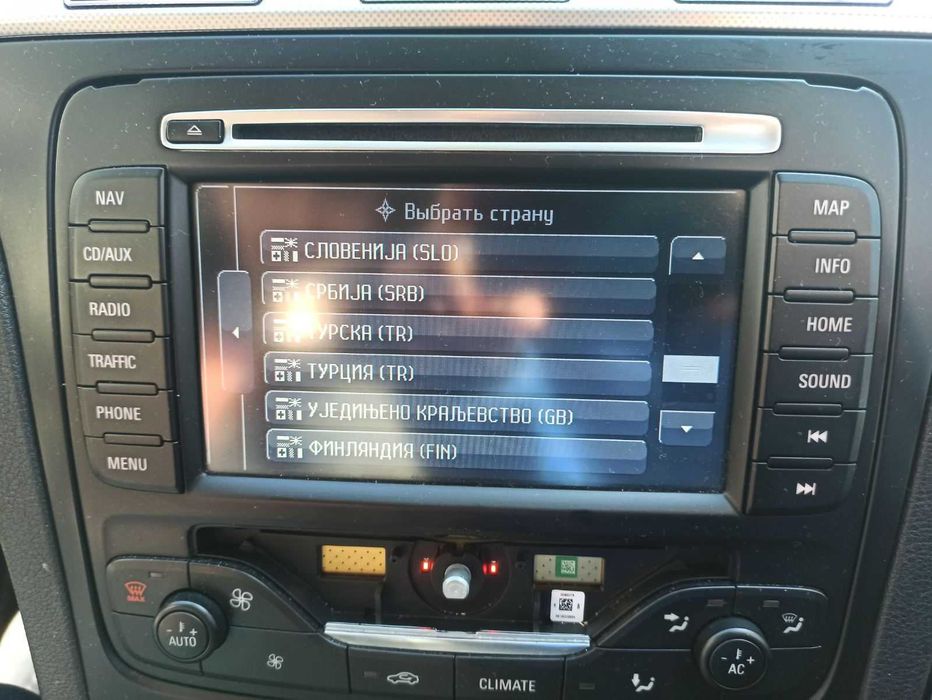 NAV
CD/AUX
RADIO
TRAFFIC
PHONE
MENU
Выбрать страну
СЛОВЕНИЈА (SLO)
СРБИЈА (SRB)
ТУРСКА (TR)
ТУРЦИЯ (TR)
УЈЕДИЊЕНО КРАЉЕВСТВО (GB)
ФИНЛЯНДИЯ (FIN)
MAP
INFO
HOME
SOUND
MAX
- +
AUTO
CLIMATE
- +
AC